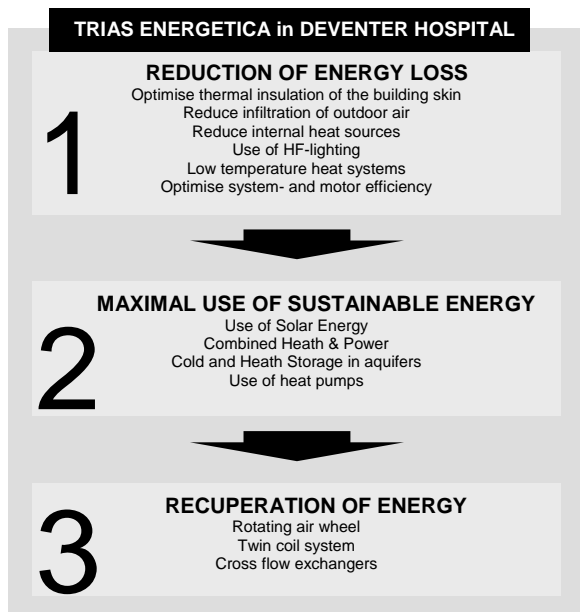 TRIAS ENERGETICA in DEVENTER HOSPITAL
1
REDUCTION OF ENERGY LOSS
Optimise thermal insulation of the building skin
Reduce infiltration of outdoor air
Reduce internal heat sources
Use of HF-lighting
Low temperature heat systems
Optimise system- and motor efficiency
2
MAXIMAL USE OF SUSTAINABLE ENERGY
Use of Solar Energy
Combined Heath & Power
Cold and Heath Storage in aquifers
Use of heat pumps
3
RECUPERATION OF ENERGY
Rotating air wheel
Twin coil system
Cross flow exchangers